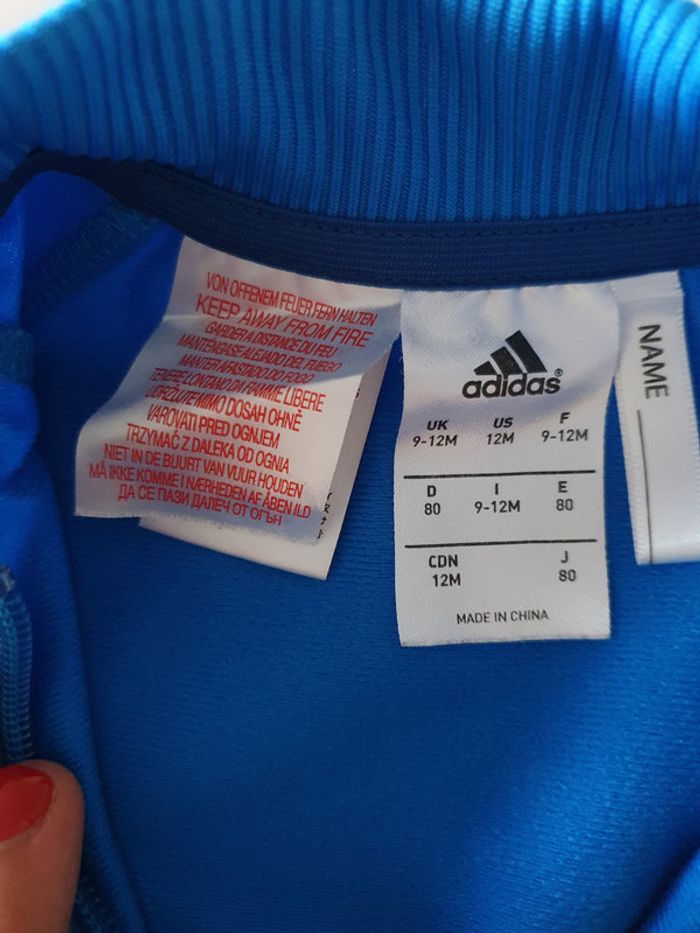 VON OFFENEM FEUER FERN HALTEN
KEEP AWAY FROM FIRE
GARDER A DISTANCE DU FEU
MANTENGASE ALEJADO DEL FUEGO
MANTER AFASTADO DO FOGO
TENERE LONTANO DA FIAMME LIBERE
UDRŽUJTE MIMO DOSAH OHNĚ
VAROVATI PRED OGNJEM
TRZYMAĆ Z DALEKA OD OGNIA
NIET IN DE BUURT VAN VUUR HOUDEN
MÅ IKKE KOMME I NÆRHEDEN AF ÅBEN ILD
ДА СЕ ПАЗИ ДАЛЕЧ ОТ ОГЪН
adidas®
UK US F
9-12M 12M 9-12M
D I E
80 9-12M 80
CDN J
12M 80
MADE IN CHINA
NAME